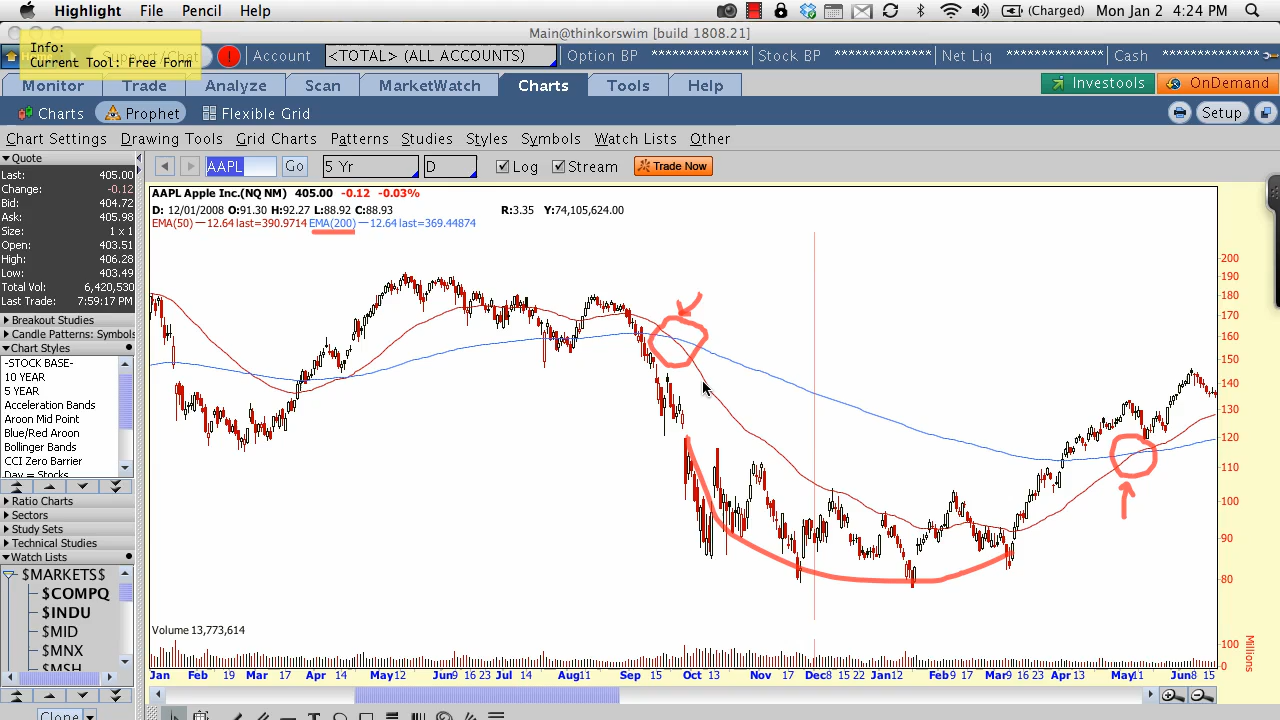 Highlight File Pencil Help (Charged) Mon Jan 2 4:24 PM
Main@thinkorswim [build 1808.21]
Info:
Current Tool: Free Form
Support/Chat ! Account <TOTAL> (ALL ACCOUNTS) Option BP ************ Stock BP ************ Net Liq ************ Cash ************
Monitor Trade Analyze Scan MarketWatch Charts Tools Help Investools OnDemand
Charts Prophet Flexible Grid Setup
Chart Settings Drawing Tools Grid Charts Patterns Studies Styles Symbols Watch Lists Other
Quote
Last: 405.00
Change: -0.12
Bid: 404.72
Ask: 405.98
Size: 1 x 1
Open: 403.51
High: 406.28
Low: 403.49
Total Vol: 6,420,530
Last Trade: 7:59:17 PM
Breakout Studies
Candle Patterns: Symbols
Chart Styles
-STOCK BASE-
10 YEAR
5 YEAR
Acceleration Bands
Aroon Mid Point
Blue/Red Aroon
Bollinger Bands
CCI Zero Barrier
Ratio Charts
Sectors
Study Sets
Technical Studies
Watch Lists
$MARKETS$
$COMPQ
$INDU
$MID
$MNX
$MSH
Clone
AAPL Go 5 Yr D Log Stream Trade Now
AAPL Apple Inc.(NQ NM) 405.00 -0.12 -0.03%
D: 12/01/2008 O:91.30 H:92.27 L:88.92 C:88.93 R:3.35 Y:74,105,624.00
EMA(50) —12.64 last=390.9714 EMA(200) —12.64 last=369.44874
200
190
180
170
160
150
140
130
120
110
100
90
80
Volume 13,773,614
100
0
Millions
Jan Feb 19 Mar 17 Apr 14 May12 Jun9 16 23 Jul 14 Aug11 Sep 15 Oct 13 Nov 17 Dec8 15 22 Jan12 Feb9 17 Mar9 16 23 Apr13 May11 Jun8 15